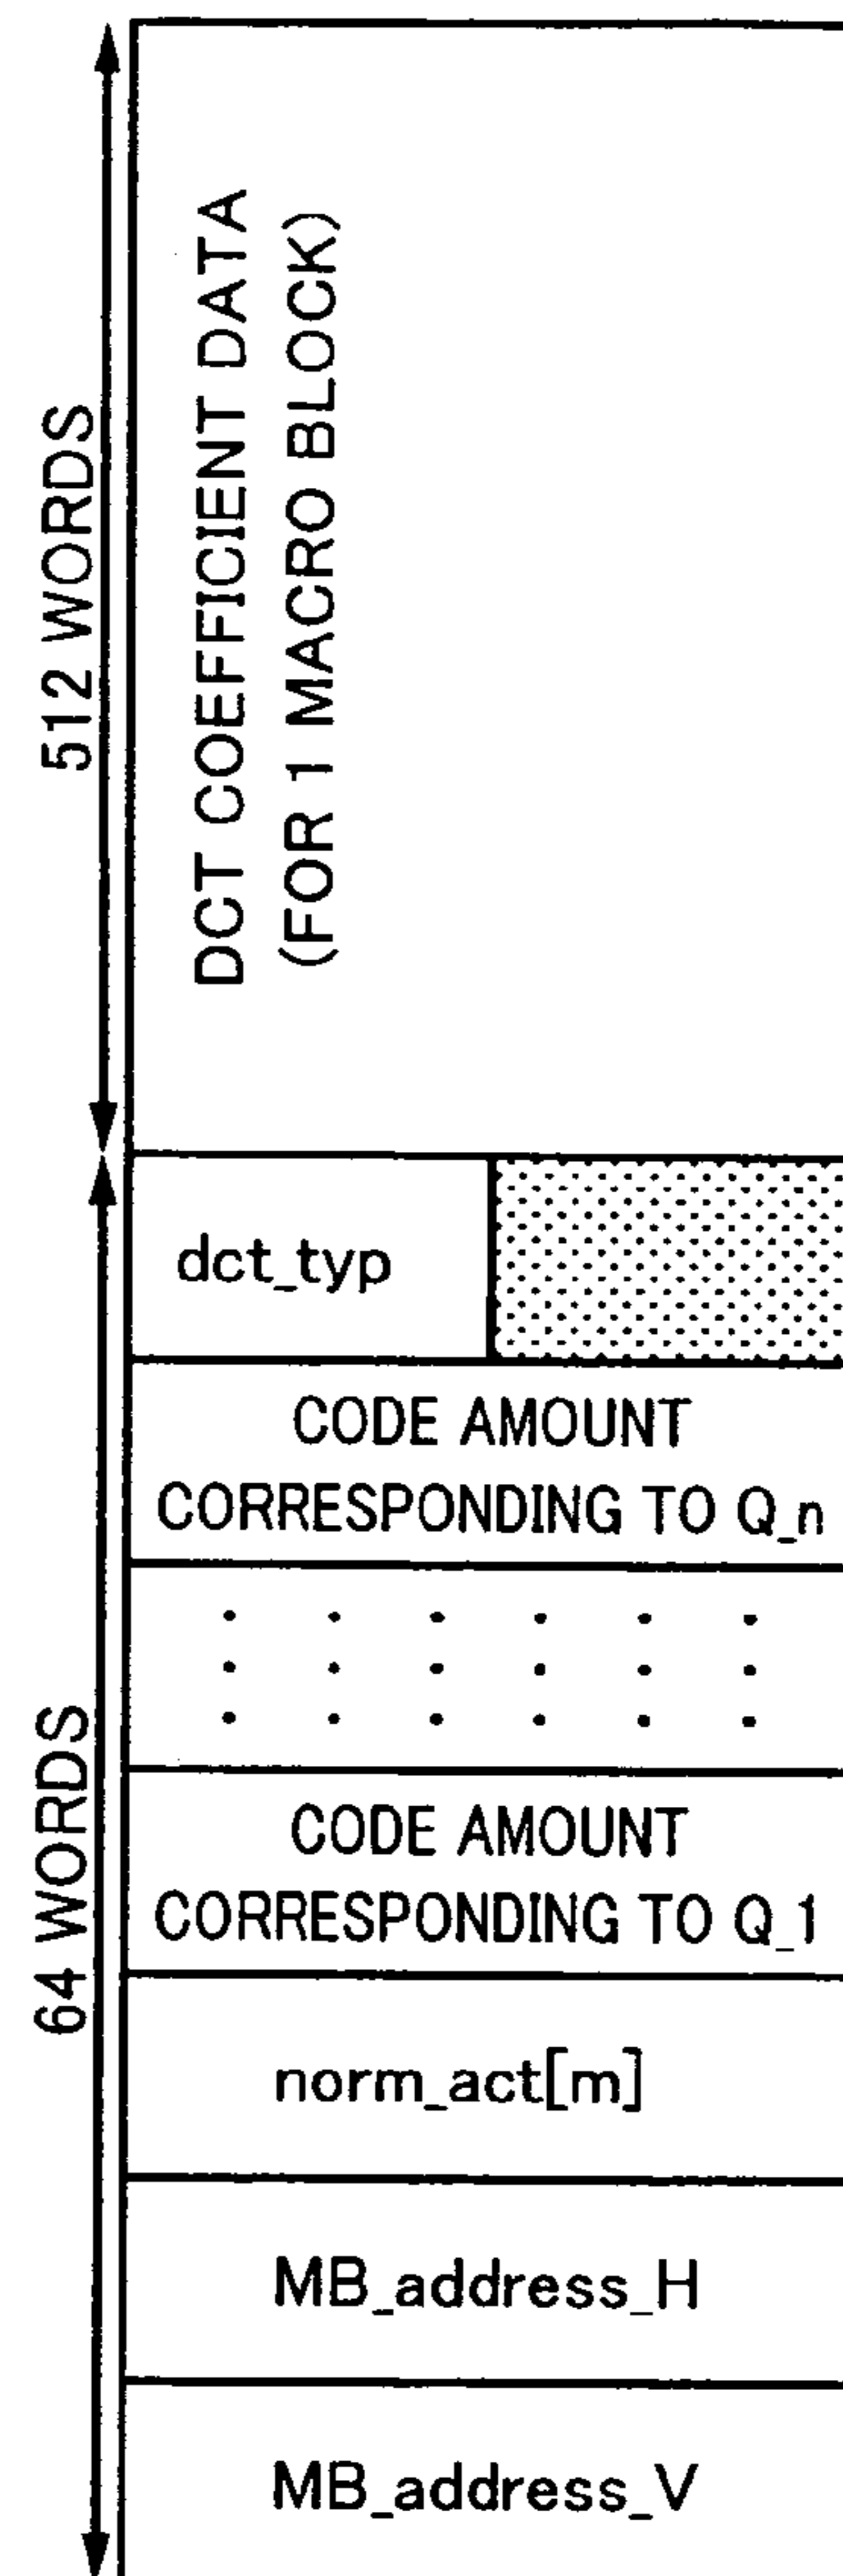 512 WORDS
DCT COEFFICIENT DATA
(FOR 1 MACRO BLOCK)
dct_typ
CODE AMOUNT
CORRESPONDING TO Q_n
64 WORDS
CODE AMOUNT
CORRESPONDING TO Q_1
norm_act[m]
MB_address_H
MB_address_V